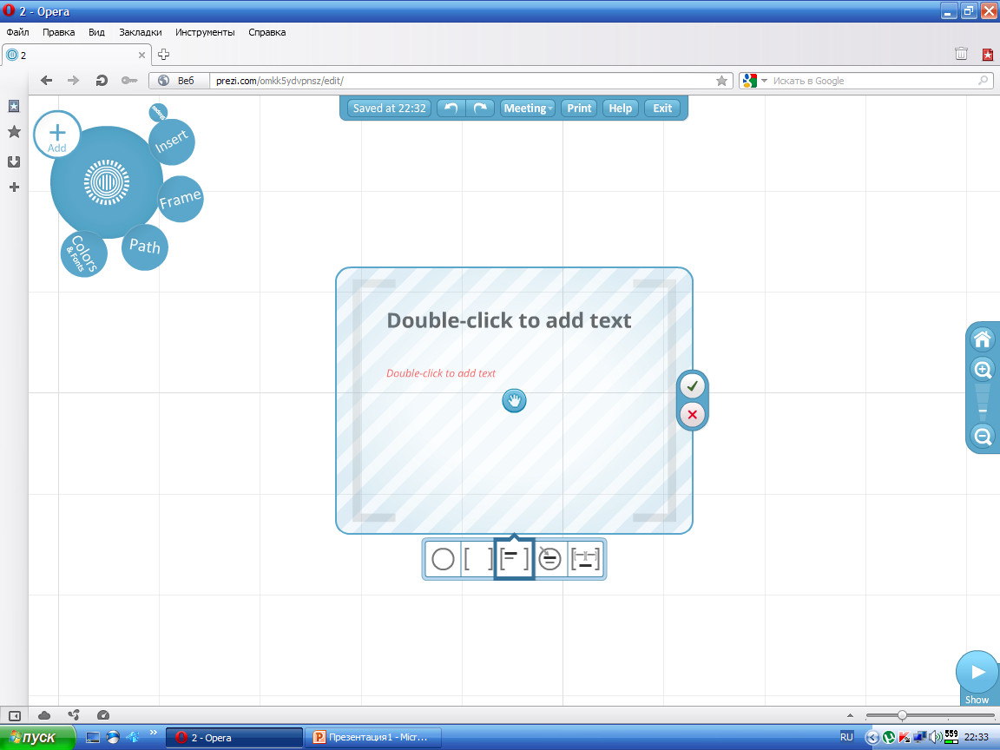 2 - Opera
Файл Правка Вид Закладки Инструменты Справка
2
Веб prezi.com/omkk5ydvpnsz/edit/ Искать в Google
Saved at 22:32 Meeting Print Help Exit
Add
Shapes
Insert
Frame
Path
Colors
& Fonts
Double-click to add text
Double-click to add text
Show
пуск 2 - Opera Презентация1 - Micr... RU 559 22:33